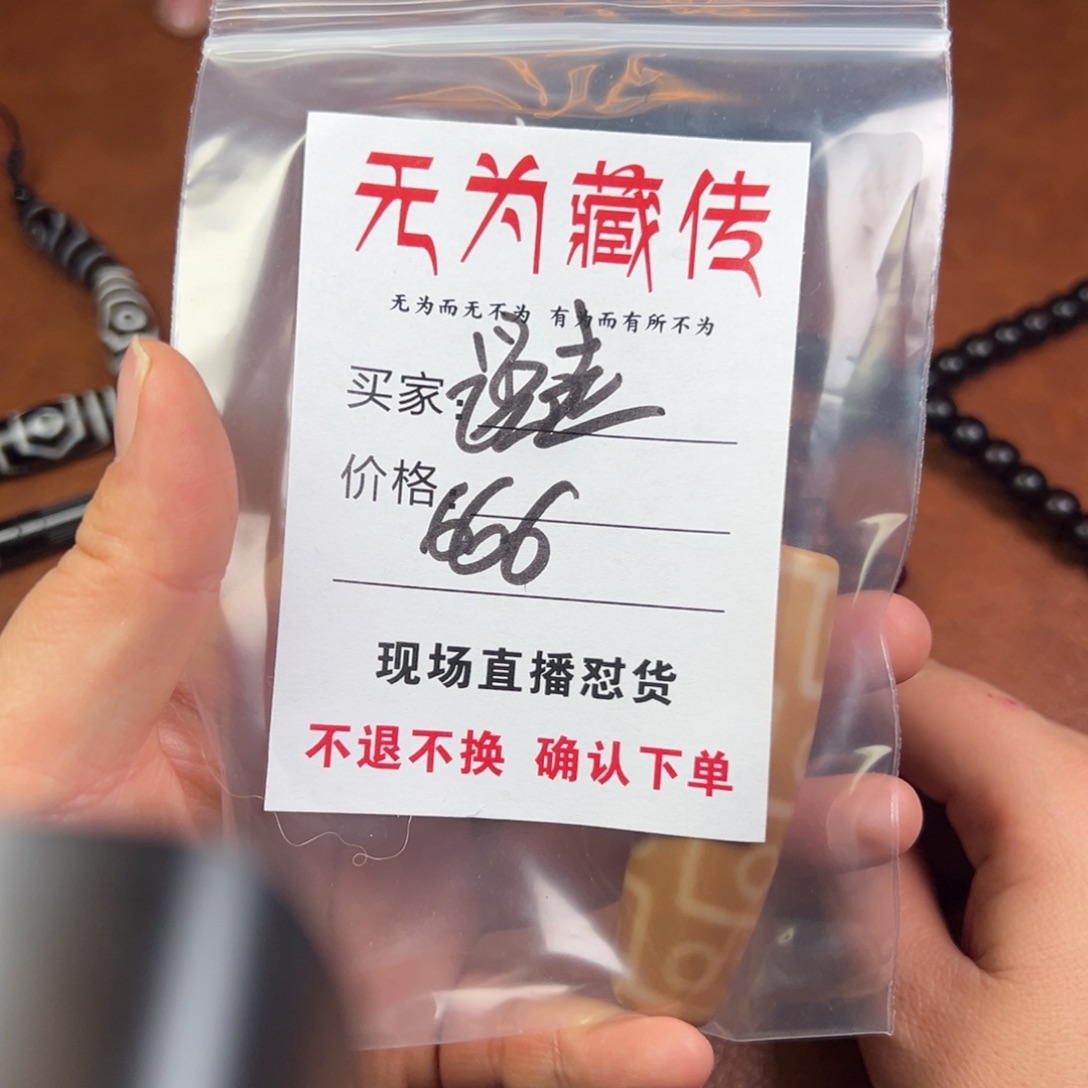 无为藏传
无为而无不为 有为而有所不为
买家:
价格:
666
现场直播怼货
不退不换 确认下单